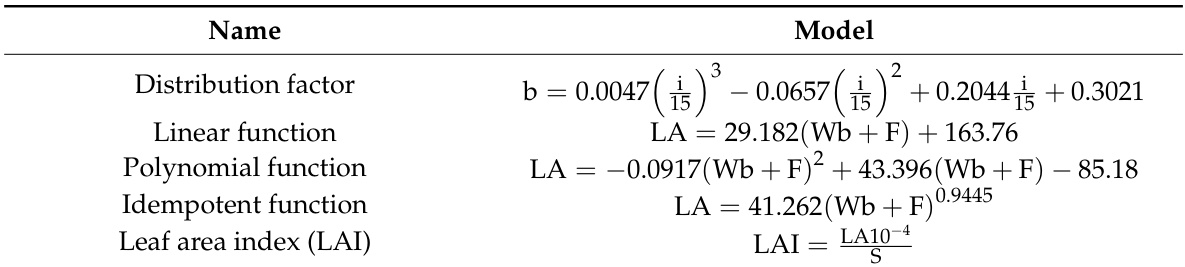 Name Model
Distribution factor b = 0.0047(i/15)³ − 0.0657(i/15)² + 0.2044 i/15 + 0.3021
Linear function LA = 29.182(Wb + F) + 163.76
Polynomial function LA = −0.0917(Wb + F)² + 43.396(Wb + F) − 85.18
Idempotent function LA = 41.262(Wb + F)^0.9445
Leaf area index (LAI) LAI = LA10⁻⁴/S